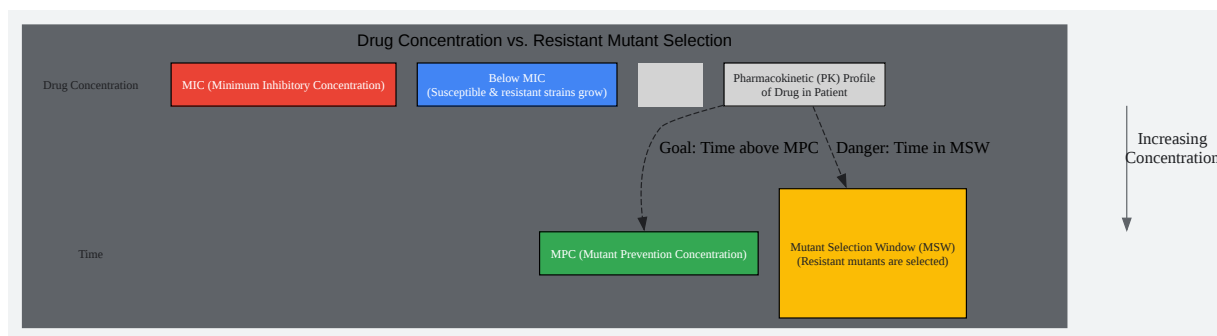 Drug Concentration vs. Resistant Mutant Selection
Drug Concentration
MIC (Minimum Inhibitory Concentration)
Below MIC
(Susceptible & resistant strains grow)
Pharmacokinetic (PK) Profile
of Drug in Patient
Goal: Time above MPC
Danger: Time in MSW
Increasing
Concentration
Time
MPC (Mutant Prevention Concentration)
Mutant Selection Window (MSW)
(Resistant mutants are selected)